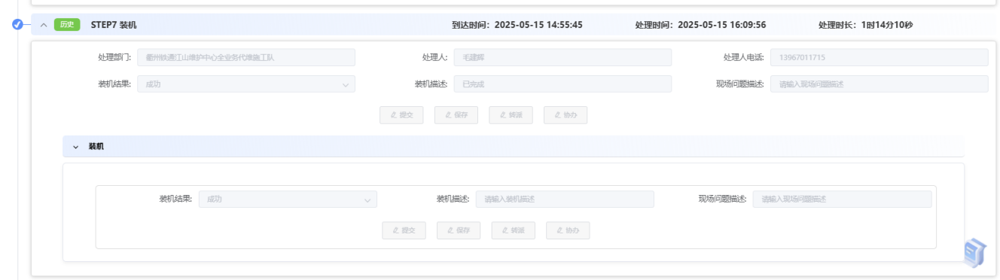 历史 STEP7 装机 到达时间：2025-05-15 14:55:45 处理时间：2025-05-15 16:09:56 处理时长：1时14分10秒
处理部门: 衢州铁通江山维护中心全业务代维施工队 处理人: 毛建辉 处理人电话: 13967011715
装机结果: 成功 装机描述: 已完成 现场问题描述: 请输入现场问题描述
提交 保存 转派 协办
装机
装机结果: 成功 装机描述: 请输入装机描述 现场问题描述: 请输入现场问题描述
提交 保存 转派 协办